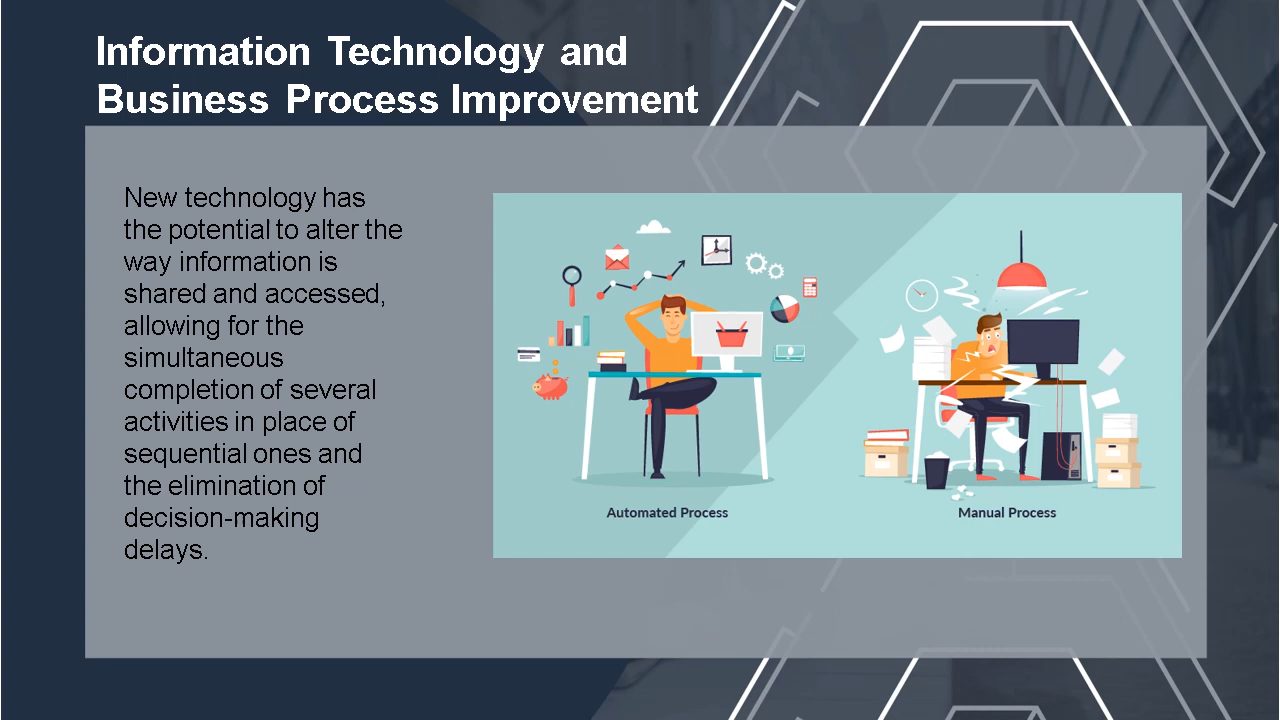 Information Technology and
Business Process Improvement
New technology has
the potential to alter the
way information is
shared and accessed,
allowing for the
simultaneous
completion of several
activities in place of
sequential ones and
the elimination of
decision-making
delays.
Automated Process
Manual Process